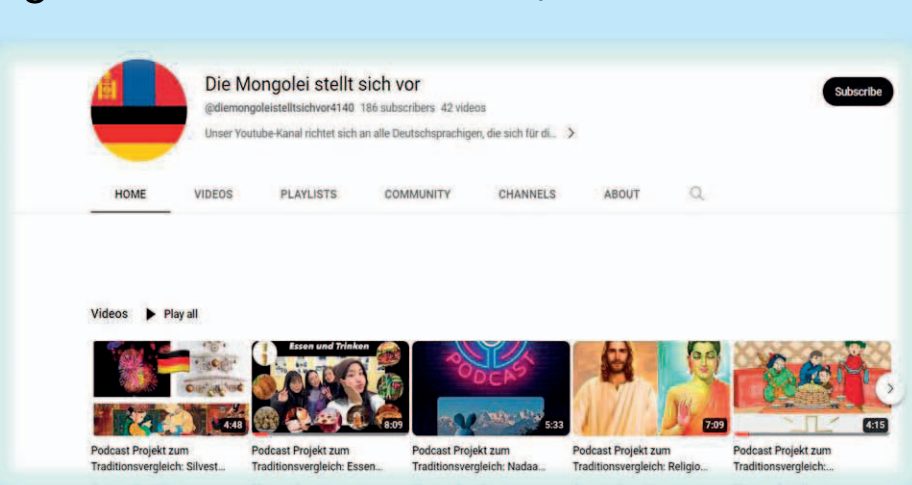 Die Mongolei stellt sich vor
@diemongoleistelltsichvor4140 186 subscribers 42 videos
Unser Youtube-Kanal richtet sich an alle Deutschsprachigen, die sich für di... >
Subscribe
HOME VIDEOS PLAYLISTS COMMUNITY CHANNELS ABOUT
Videos Play all
Essen und Trinken
PODCAST
4:48 8:09 5:33 7:09 4:15
Podcast Projekt zum
Traditionsvergleich: Silvest...
Podcast Projekt zum
Traditionsvergleich: Essen...
Podcast Projekt zum
Traditionsvergleich: Nadaa...
Podcast Projekt zum
Traditionsvergleich: Religio...
Podcast Projekt zum
Traditionsvergleich:...